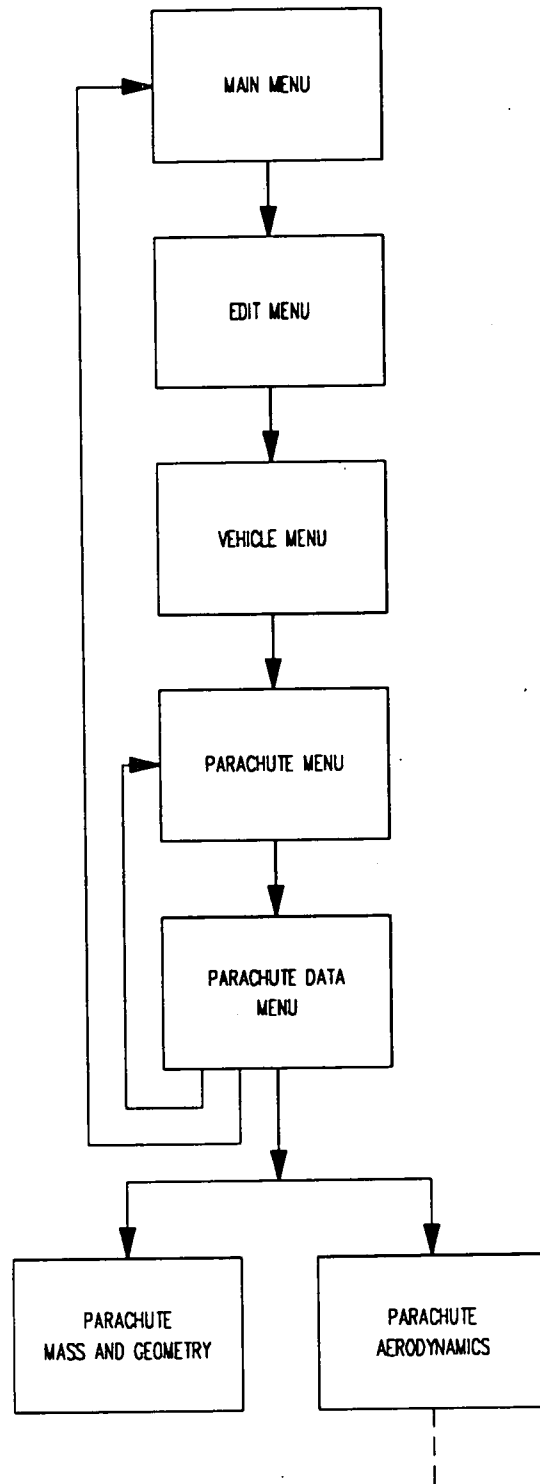 MAIN MENU
EDIT MENU
VEHICLE MENU
PARACHUTE MENU
PARACHUTE DATA
MENU
PARACHUTE
MASS AND GEOMETRY
PARACHUTE
AERODYNAMICS